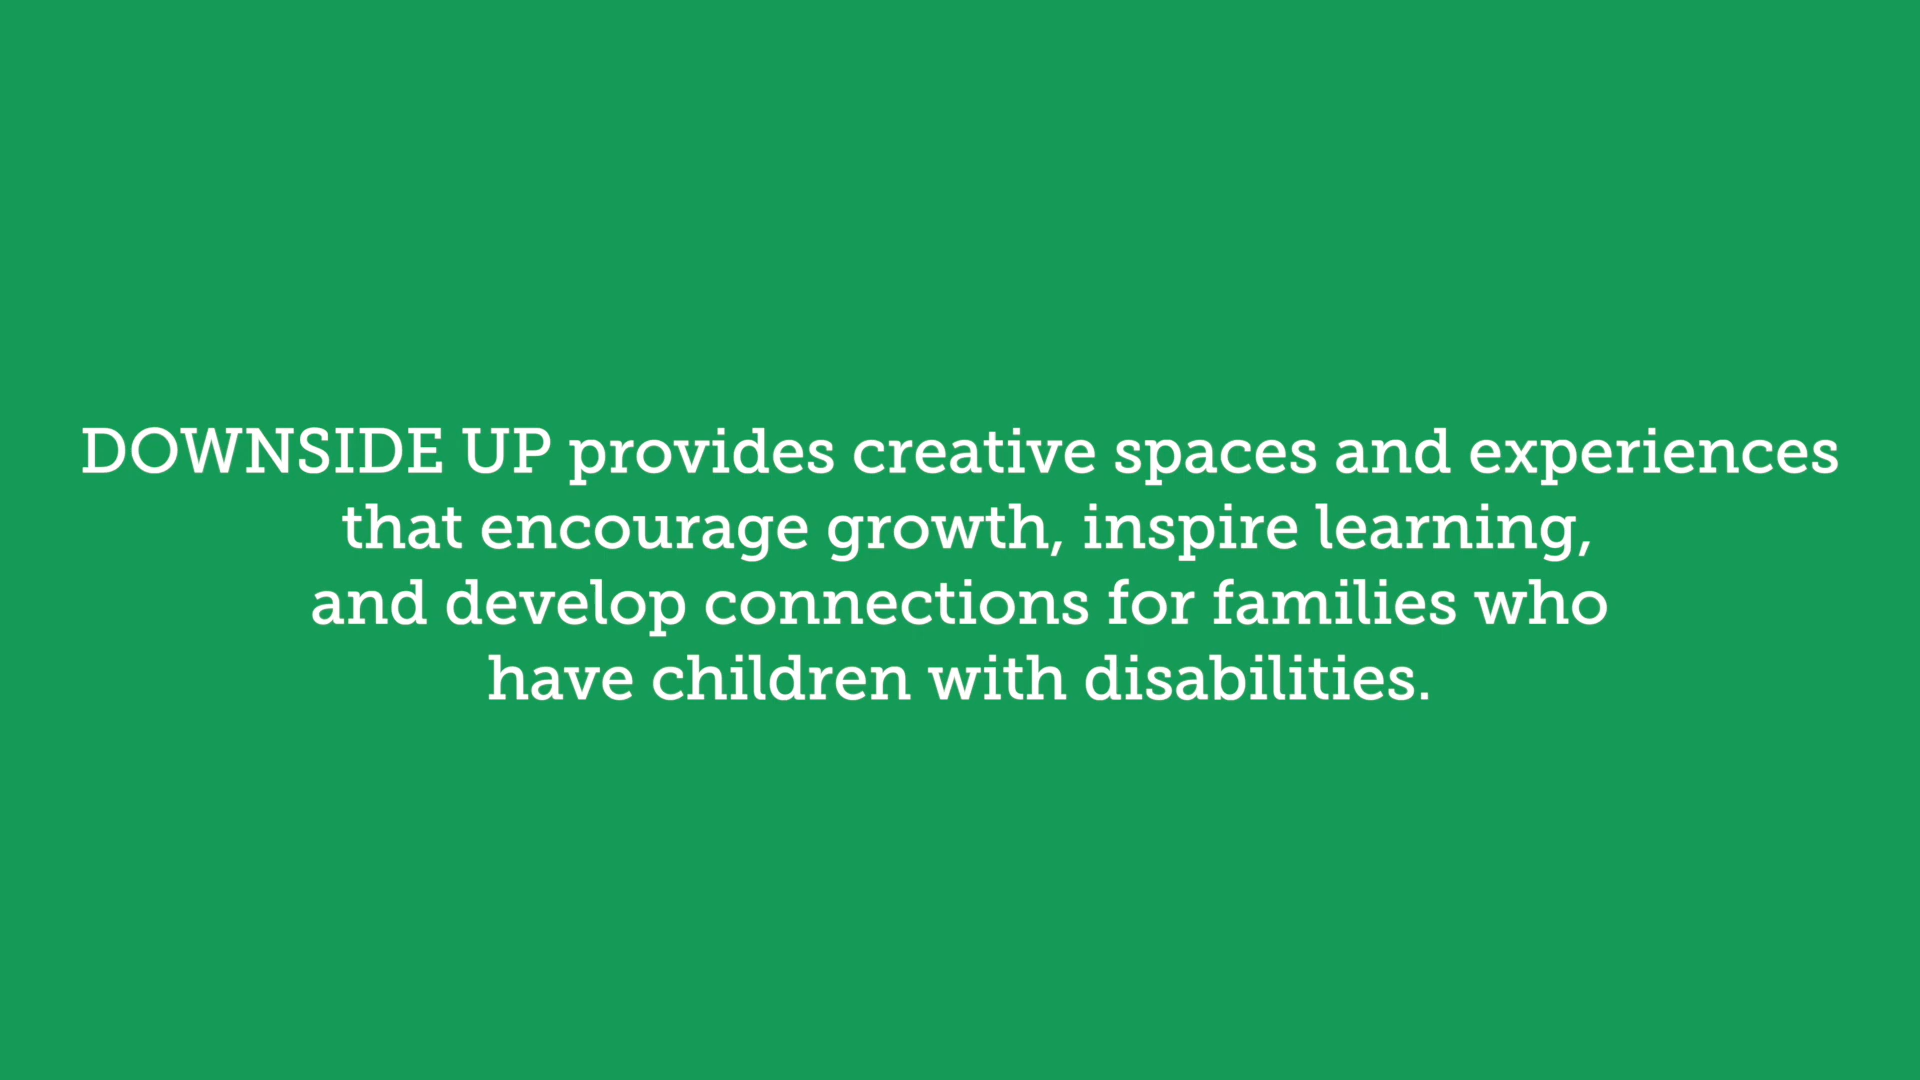 DOWNSIDE UP provides creative spaces and experiences
that encourage growth, inspire learning,
and develop connections for families who
have children with disabilities.